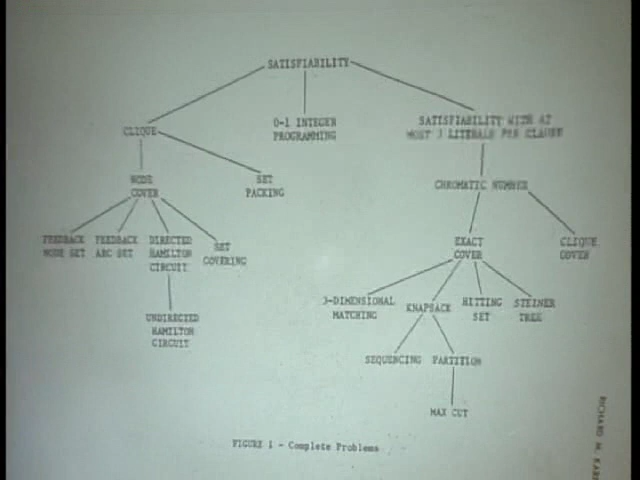 SATISFIABILITY
0-1 INTEGER
PROGRAMMING
SATISFIABILITY WITH AT
MOST 3 LITERALS PER CLAUSE
CLIQUE
NODE
COVER
SET
PACKING
CHROMATIC NUMBER
FEEDBACK
NODE SET
FEEDBACK
ARC SET
DIRECTED
HAMILTON
CIRCUIT
SET
COVERING
EXACT
COVER
CLIQUE
COVER
3-DIMENSIONAL
MATCHING
KNAPSACK
HITTING
SET
STEINER
TREE
UNDIRECTED
HAMILTON
CIRCUIT
SEQUENCING
PARTITION
MAX CUT
FIGURE 1 - Complete Problems
RICHARD M. KARP